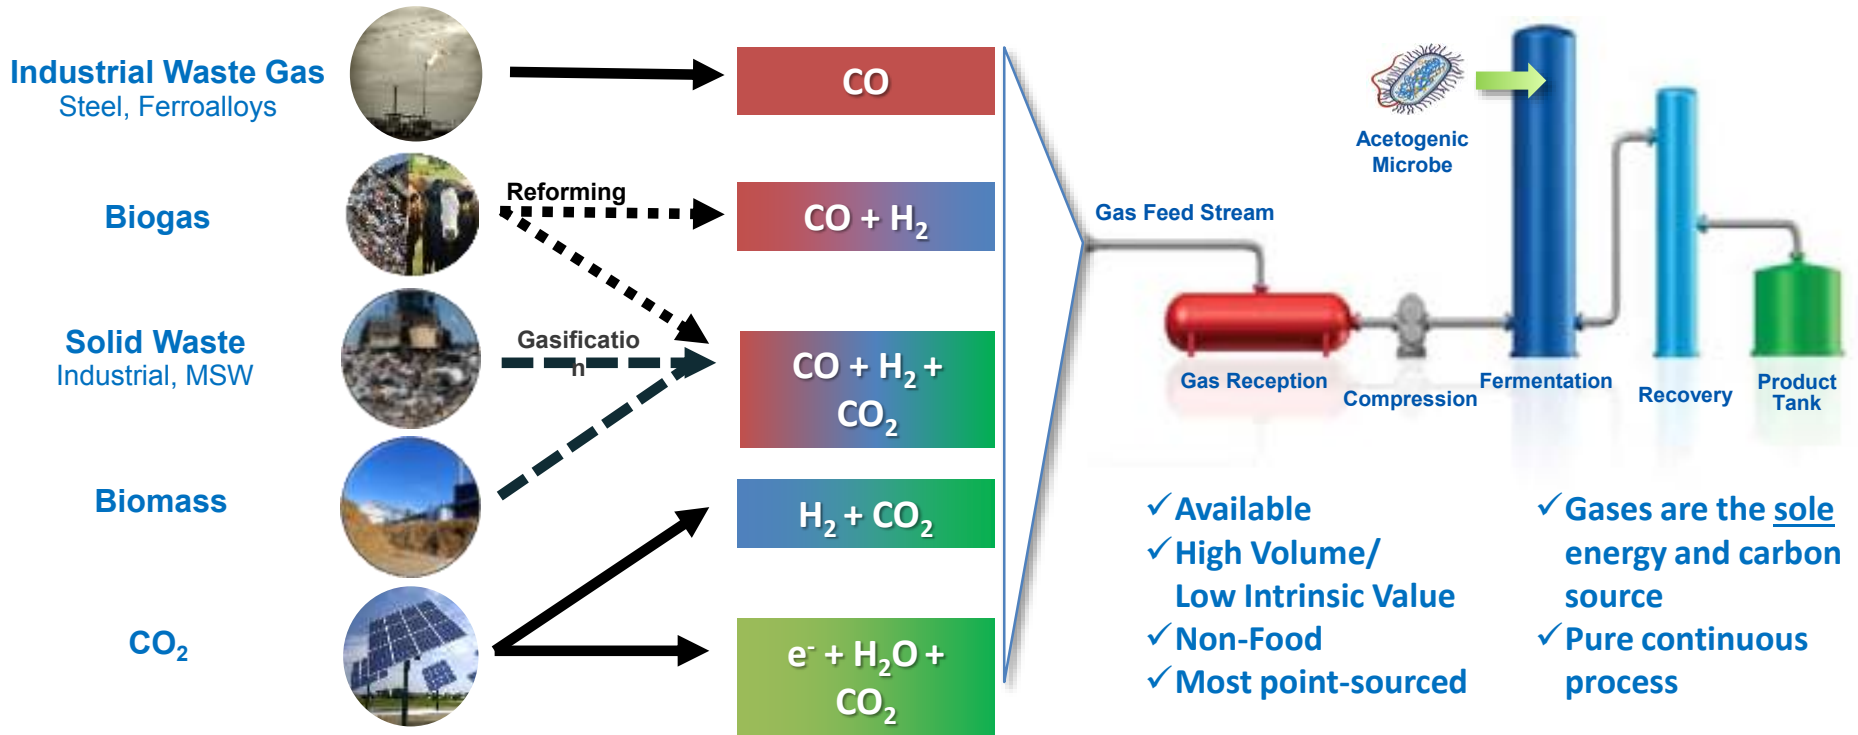 Industrial Waste Gas
Steel, Ferroalloys
Biogas
Solid Waste
Industrial, MSW
Biomass
CO₂
Reforming
Gasificatio
n
CO
CO + H₂
CO + H₂ +
CO₂
H₂ + CO₂
e⁻ + H₂O +
CO₂
Acetogenic
Microbe
Gas Feed Stream
Gas Reception
Compression
Fermentation
Recovery
Product
Tank
✓ Available
✓ High Volume/
Low Intrinsic Value
✓ Non-Food
✓ Most point-sourced
✓ Gases are the sole
energy and carbon
source
✓ Pure continuous
process